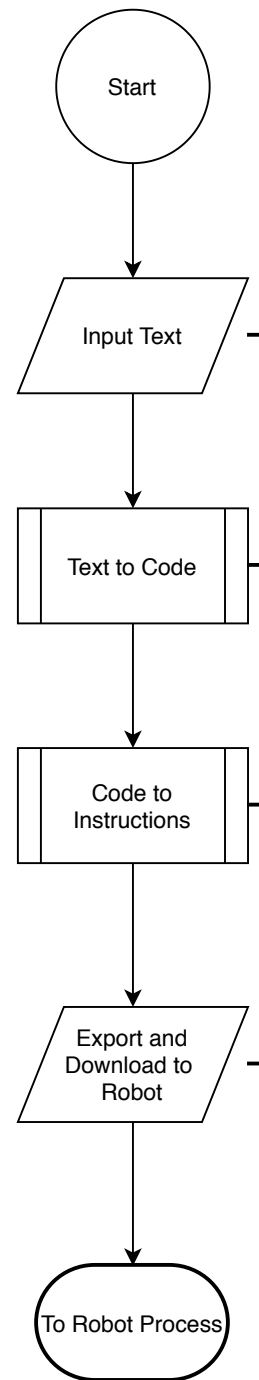 Start
Input Text
Text to Code
Code to
Instructions
Export and
Download to
Robot
To Robot Process